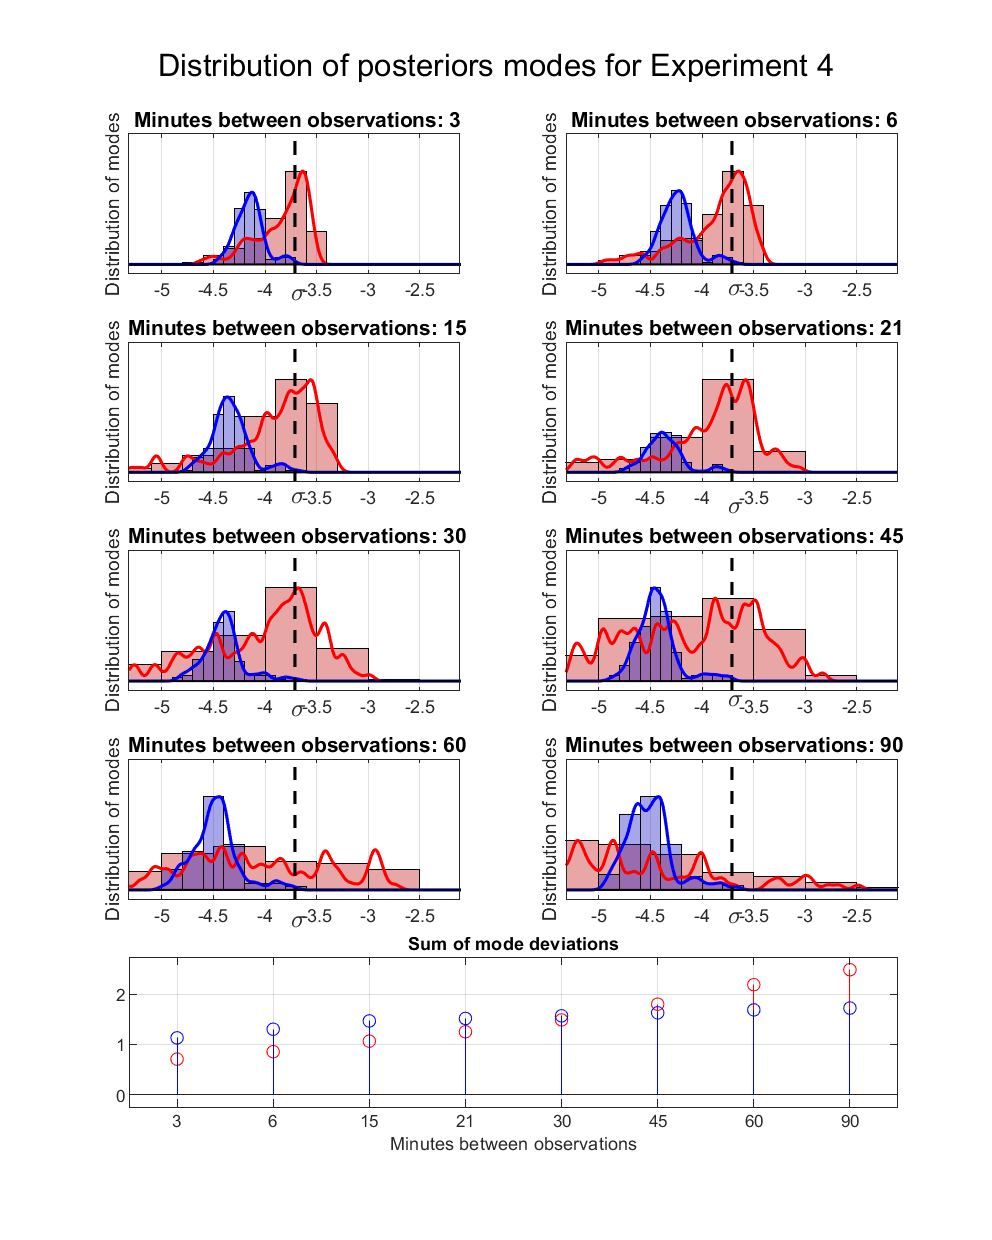 Distribution of posteriors modes for Experiment 4
Minutes between observations: 3
Distribution of modes
-5 -4.5 -4 σ -3.5 -3 -2.5
Minutes between observations: 6
Distribution of modes
-5 -4.5 -4 σ -3.5 -3 -2.5
Minutes between observations: 15
Distribution of modes
-5 -4.5 -4 σ -3.5 -3 -2.5
Minutes between observations: 21
Distribution of modes
-5 -4.5 -4 σ -3.5 -3 -2.5
Minutes between observations: 30
Distribution of modes
-5 -4.5 -4 σ -3.5 -3 -2.5
Minutes between observations: 45
Distribution of modes
-5 -4.5 -4 σ -3.5 -3 -2.5
Minutes between observations: 60
Distribution of modes
-5 -4.5 -4 σ -3.5 -3 -2.5
Minutes between observations: 90
Distribution of modes
-5 -4.5 -4 σ -3.5 -3 -2.5
Sum of mode deviations
2
1
0
3 6 15 21 30 45 60 90
Minutes between observations